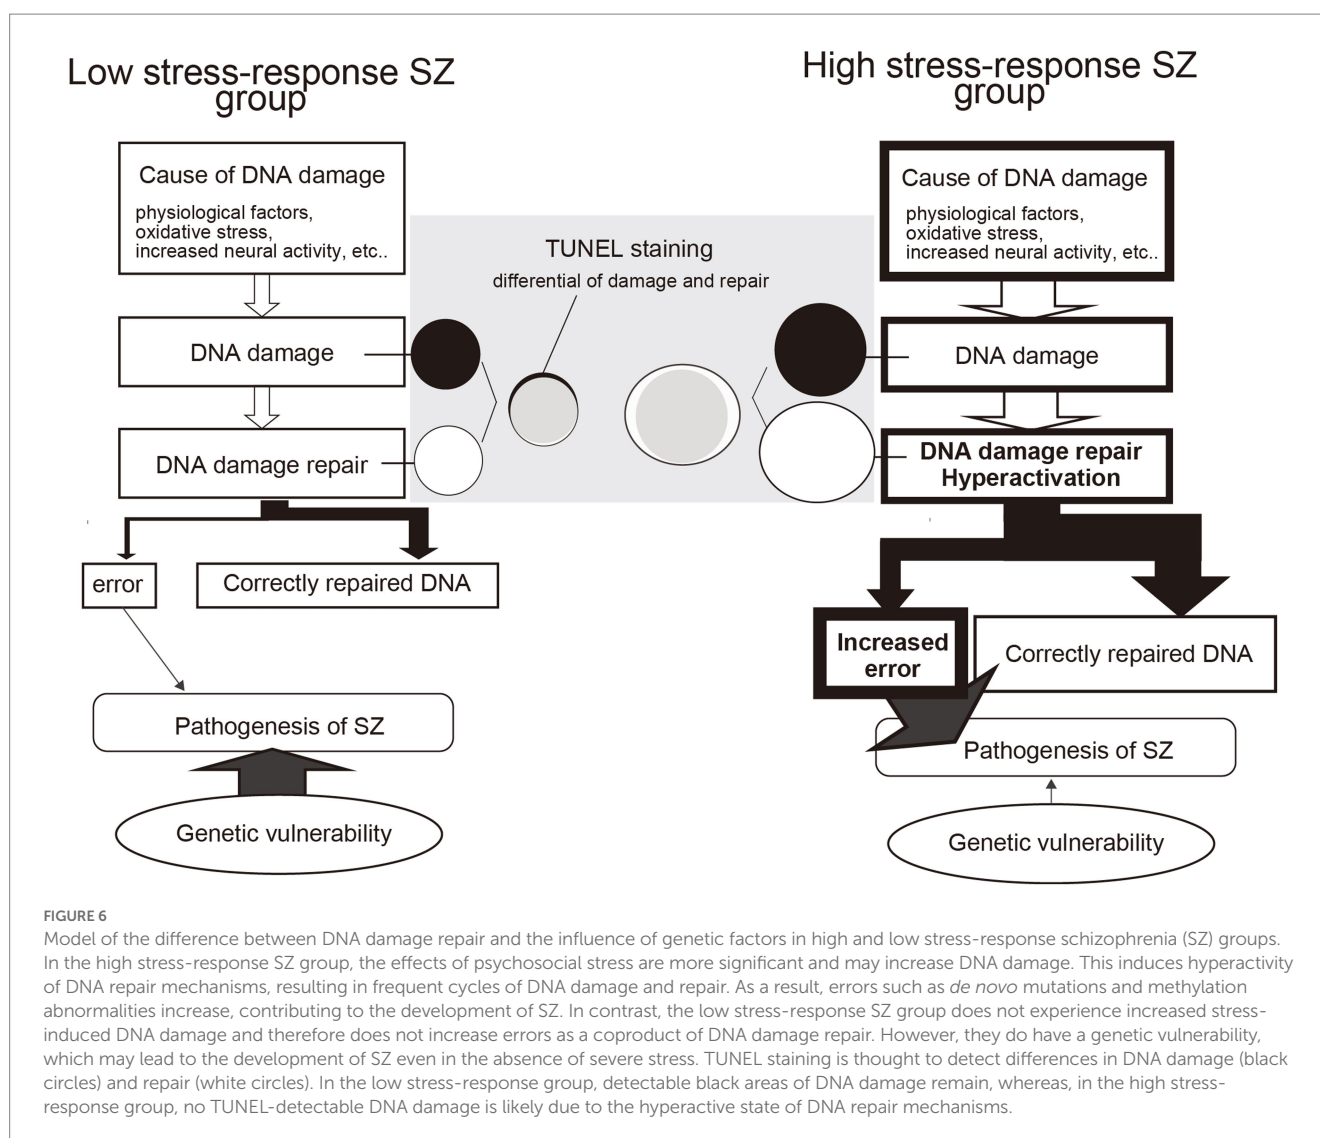 Low stress-response SZ
group
High stress-response SZ
group
Cause of DNA damage
physiological factors,
oxidative stress,
increased neural activity, etc..
DNA damage
DNA damage repair
error
Correctly repaired DNA
Pathogenesis of SZ
Genetic vulnerability
TUNEL staining
differential of damage and repair
Cause of DNA damage
physiological factors,
oxidative stress,
increased neural activity, etc..
DNA damage
DNA damage repair
Hyperactivation
Increased
error
Correctly repaired DNA
Pathogenesis of SZ
Genetic vulnerability
FIGURE 6
Model of the difference between DNA damage repair and the influence of genetic factors in high and low stress-response schizophrenia (SZ) groups.
In the high stress-response SZ group, the effects of psychosocial stress are more significant and may increase DNA damage. This induces hyperactivity
of DNA repair mechanisms, resulting in frequent cycles of DNA damage and repair. As a result, errors such as de novo mutations and methylation
abnormalities increase, contributing to the development of SZ. In contrast, the low stress-response SZ group does not experience increased stress-
induced DNA damage and therefore does not increase errors as a coproduct of DNA damage repair. However, they do have a genetic vulnerability,
which may lead to the development of SZ even in the absence of severe stress. TUNEL staining is thought to detect differences in DNA damage (black
circles) and repair (white circles). In the low stress-response group, detectable black areas of DNA damage remain, whereas, in the high stress-
response group, no TUNEL-detectable DNA damage is likely due to the hyperactive state of DNA repair mechanisms.